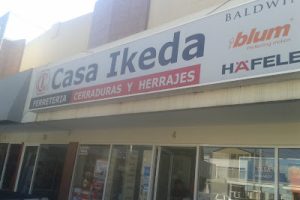 BALDWIN
Casa Ikeda
blum
FERRETERIA CERRADURAS Y HERRAJES
HÄFELE